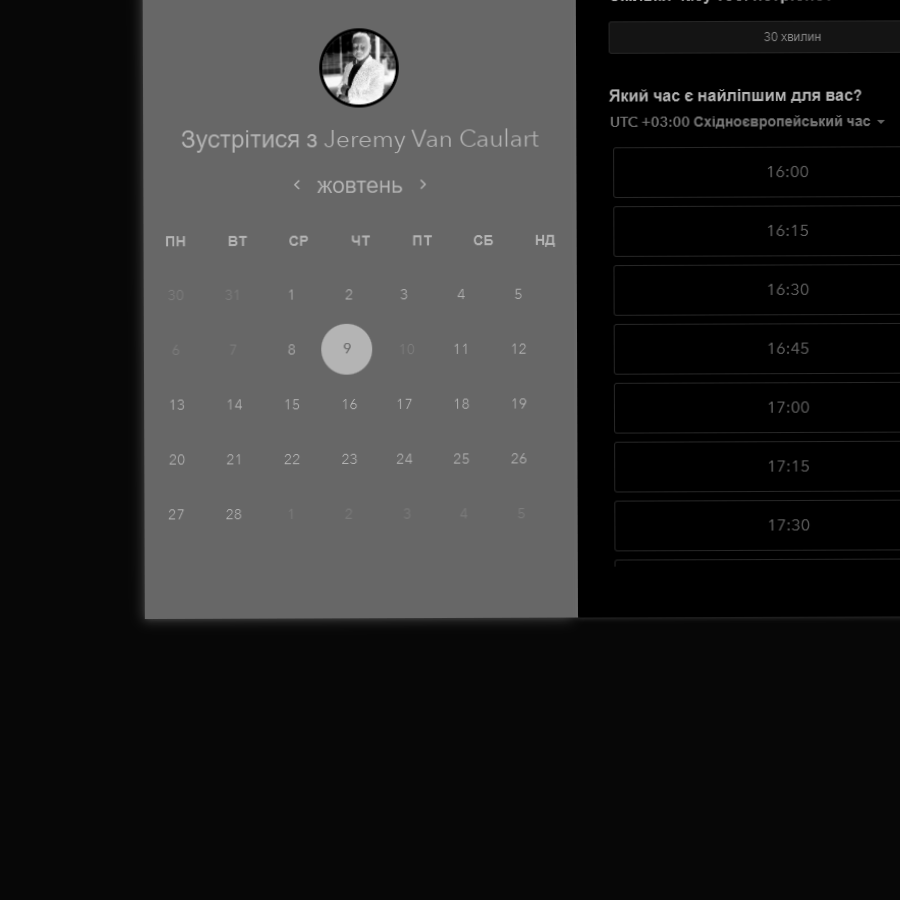 Зустрітися з Jeremy Van Caulart
жовтень
ПН ВТ СР ЧТ ПТ СБ НД
30 31 1 2 3 4 5
6 7 8 9 10 11 12
13 14 15 16 17 18 19
20 21 22 23 24 25 26
27 28 1 2 3 4 5
30 хвилин
Який час є найліпшим для вас?
UTC +03:00 Східноєвропейський час
16:00
16:15
16:30
16:45
17:00
17:15
17:30